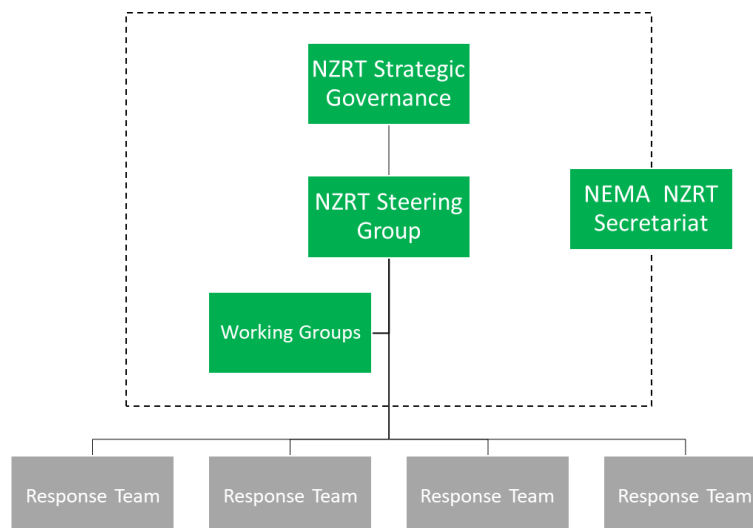 NZRT Strategic
Governance
NZRT Steering
Group
NEMA NZRT
Secretariat
Working Groups
Response Team
Response Team
Response Team
Response Team